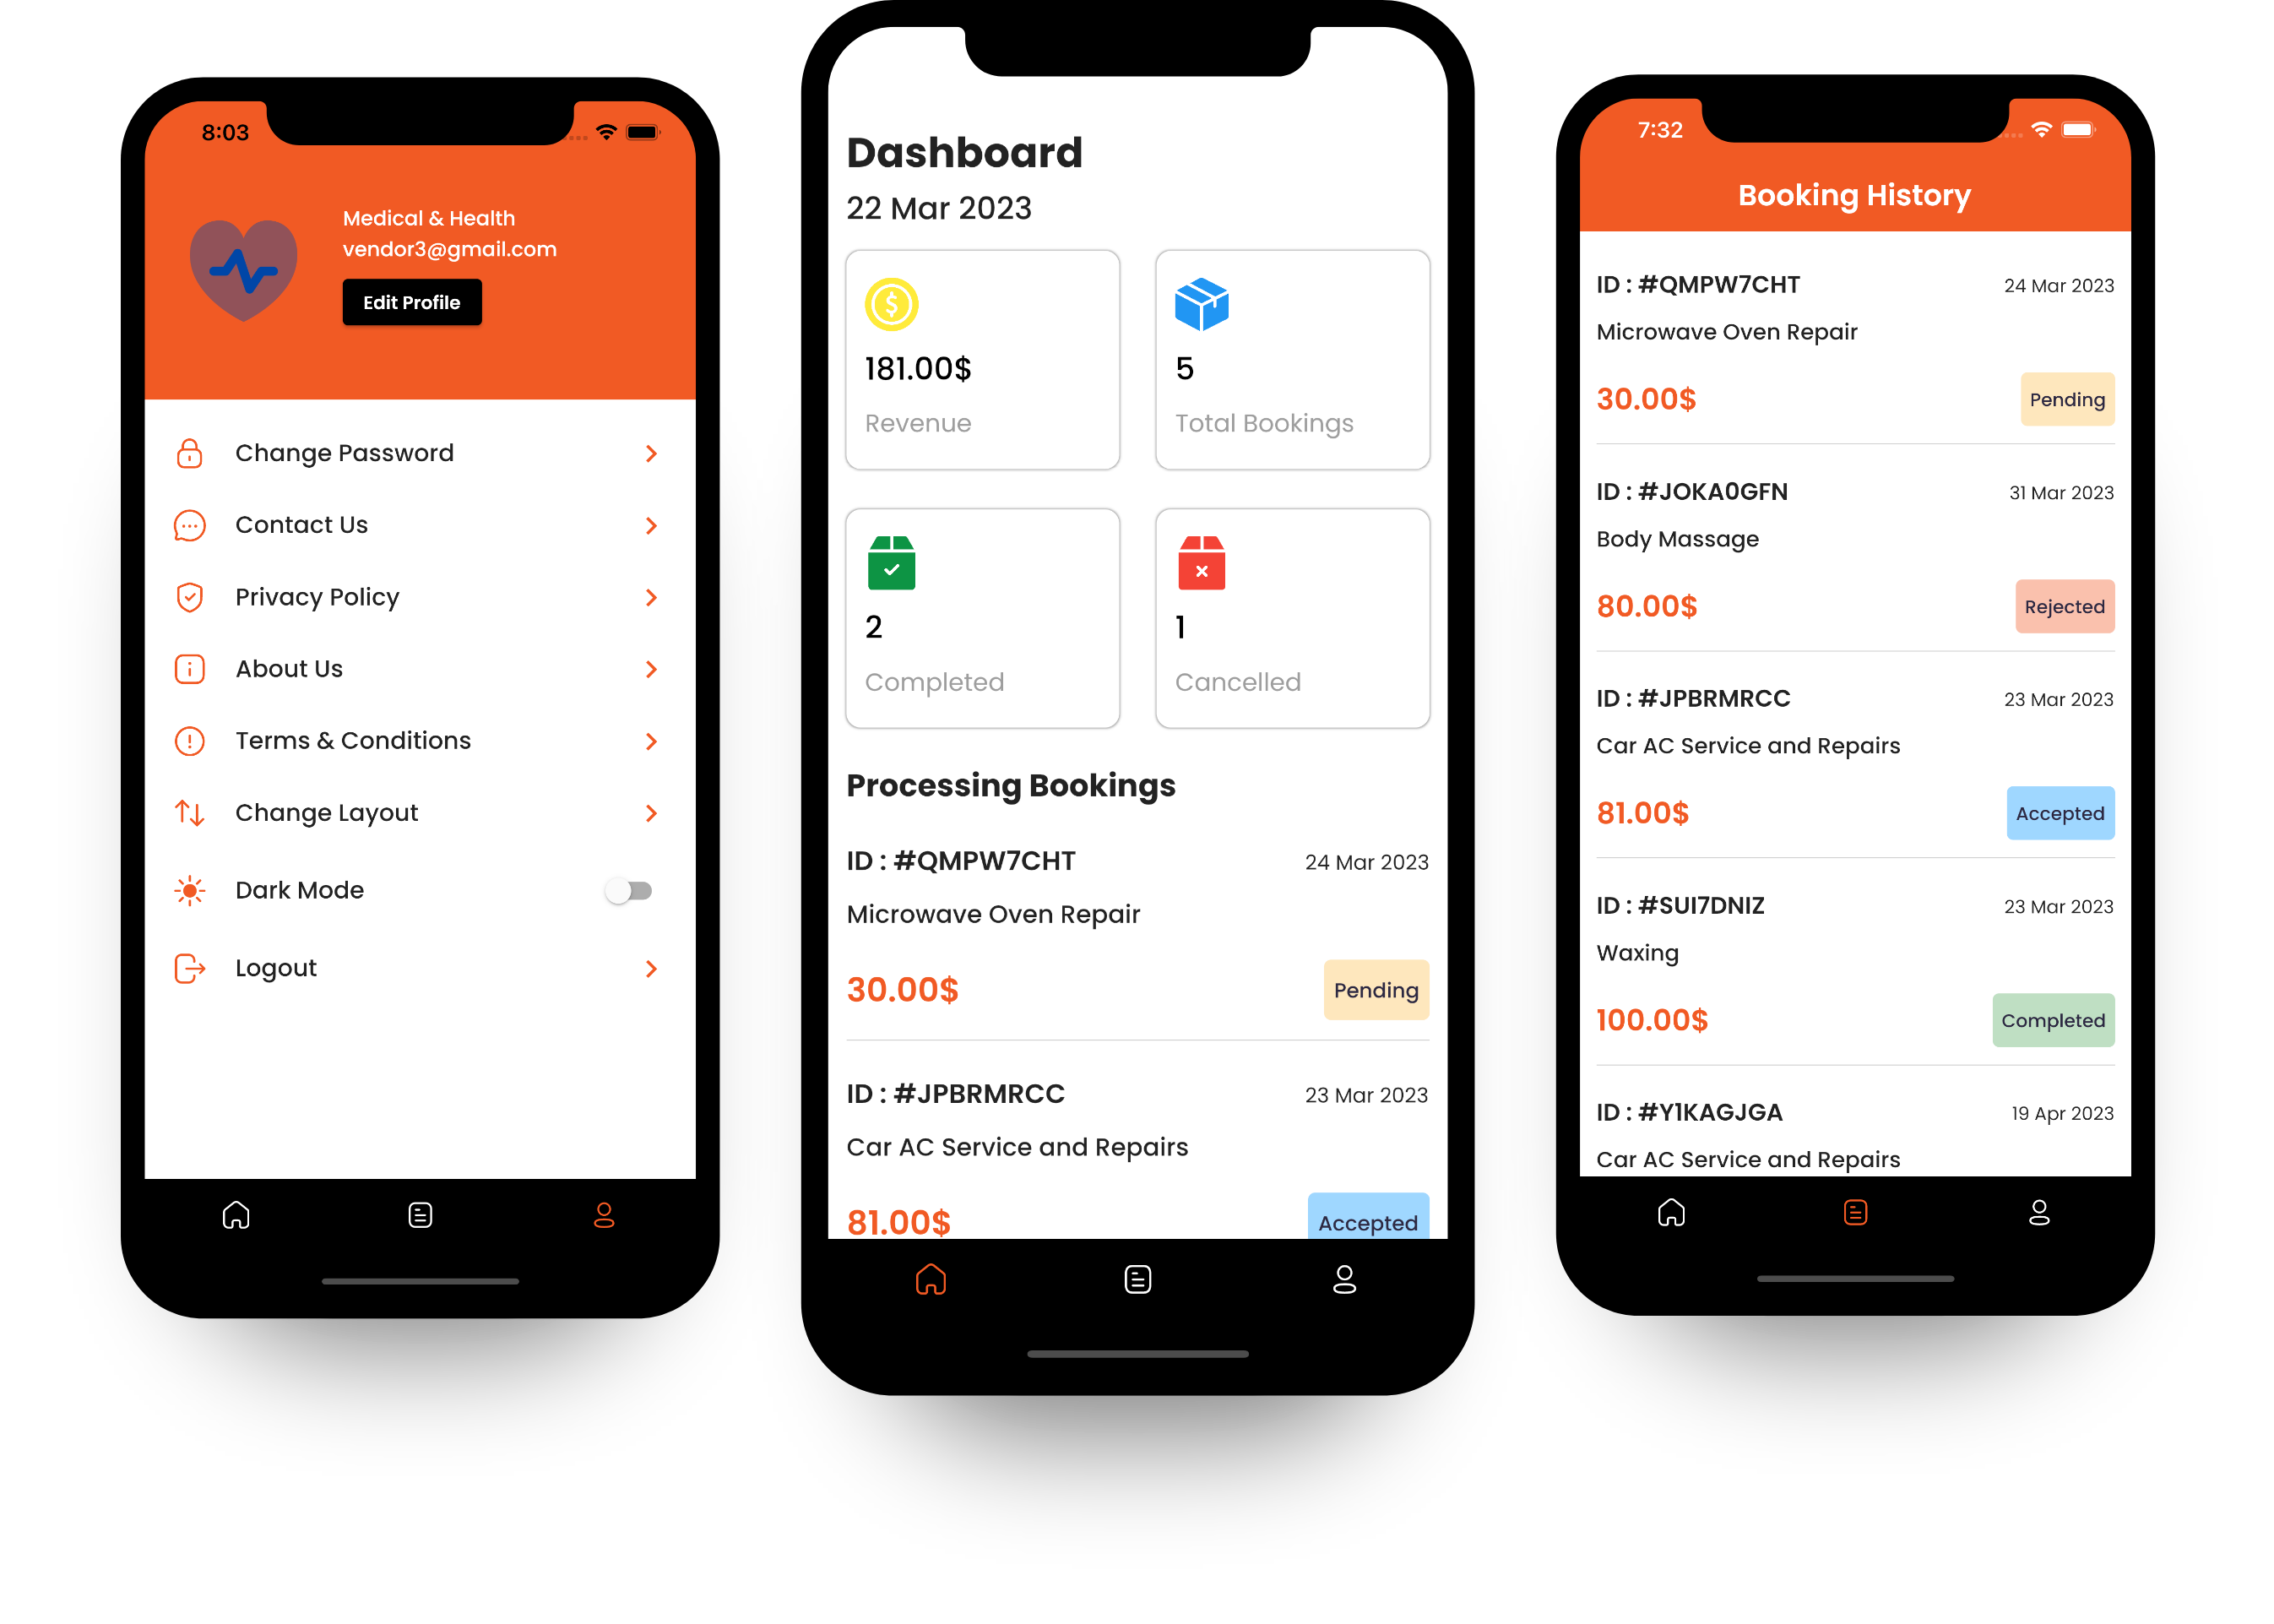 8:03
Medical & Health
vendor3@gmail.com
Edit Profile
Change Password
Contact Us
Privacy Policy
About Us
Terms & Conditions
Change Layout
Dark Mode
Logout
Dashboard
22 Mar 2023
181.00$
Revenue
5
Total Bookings
2
Completed
1
Cancelled
Processing Bookings
ID : #QMPW7CHT 24 Mar 2023
Microwave Oven Repair
30.00$ Pending
ID : #JPBRMRCC 23 Mar 2023
Car AC Service and Repairs
81.00$ Accepted
7:32
Booking History
ID : #QMPW7CHT 24 Mar 2023
Microwave Oven Repair
30.00$ Pending
ID : #JOKA0GFN 31 Mar 2023
Body Massage
80.00$ Rejected
ID : #JPBRMRCC 23 Mar 2023
Car AC Service and Repairs
81.00$ Accepted
ID : #SUI7DNIZ 23 Mar 2023
Waxing
100.00$ Completed
ID : #Y1KAGJGA 19 Apr 2023
Car AC Service and Repairs